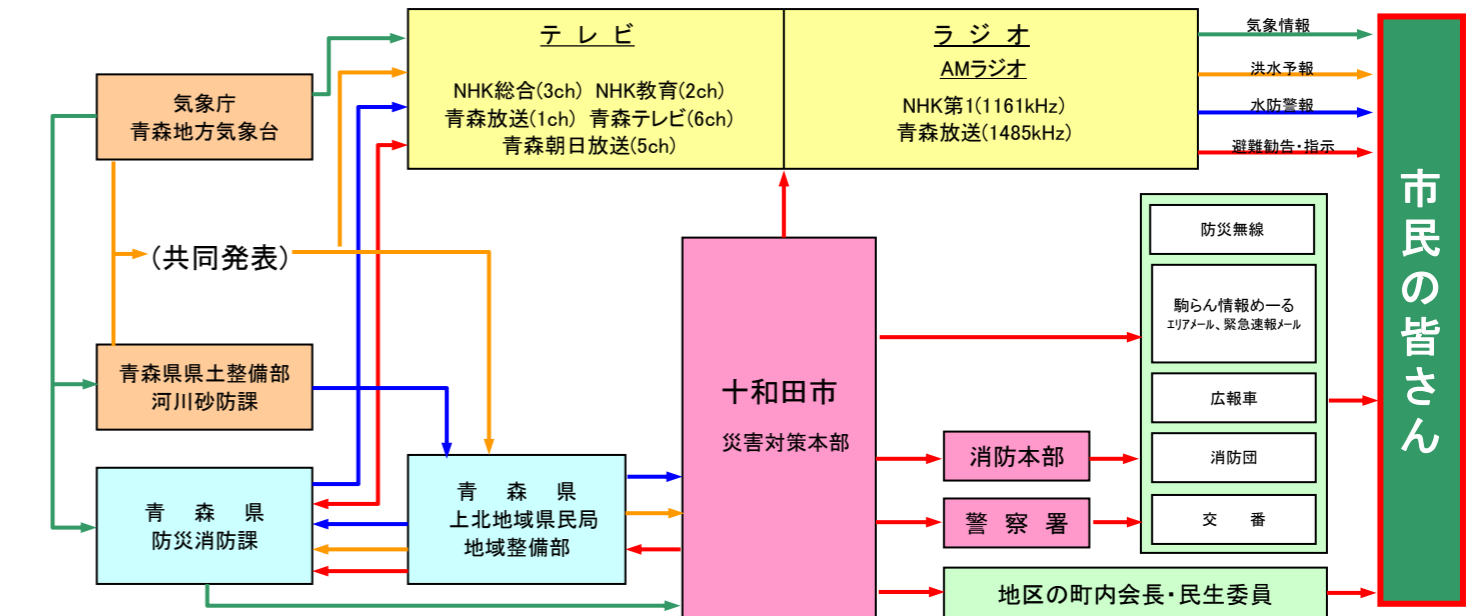 テ レ ビ
NHK総合(3ch) NHK教育(2ch)
青森放送(1ch) 青森テレビ(6ch)
青森朝日放送(5ch)
ラ ジ オ
AMラジオ
NHK第1(1161kHz)
青森放送(1485kHz)
気象情報
洪水予報
水防警報
避難勧告・指示
市民の皆さん
気象庁
青森地方気象台
(共同発表)
青森県県土整備部
河川砂防課
青 森 県
防災消防課
青 森 県
上北地域県民局
地域整備部
十和田市
災害対策本部
消防本部
警 察 署
防災無線
駒らん情報めーる
エリアメール、緊急速報メール
広報車
消防団
交 番
地区の町内会長・民生委員